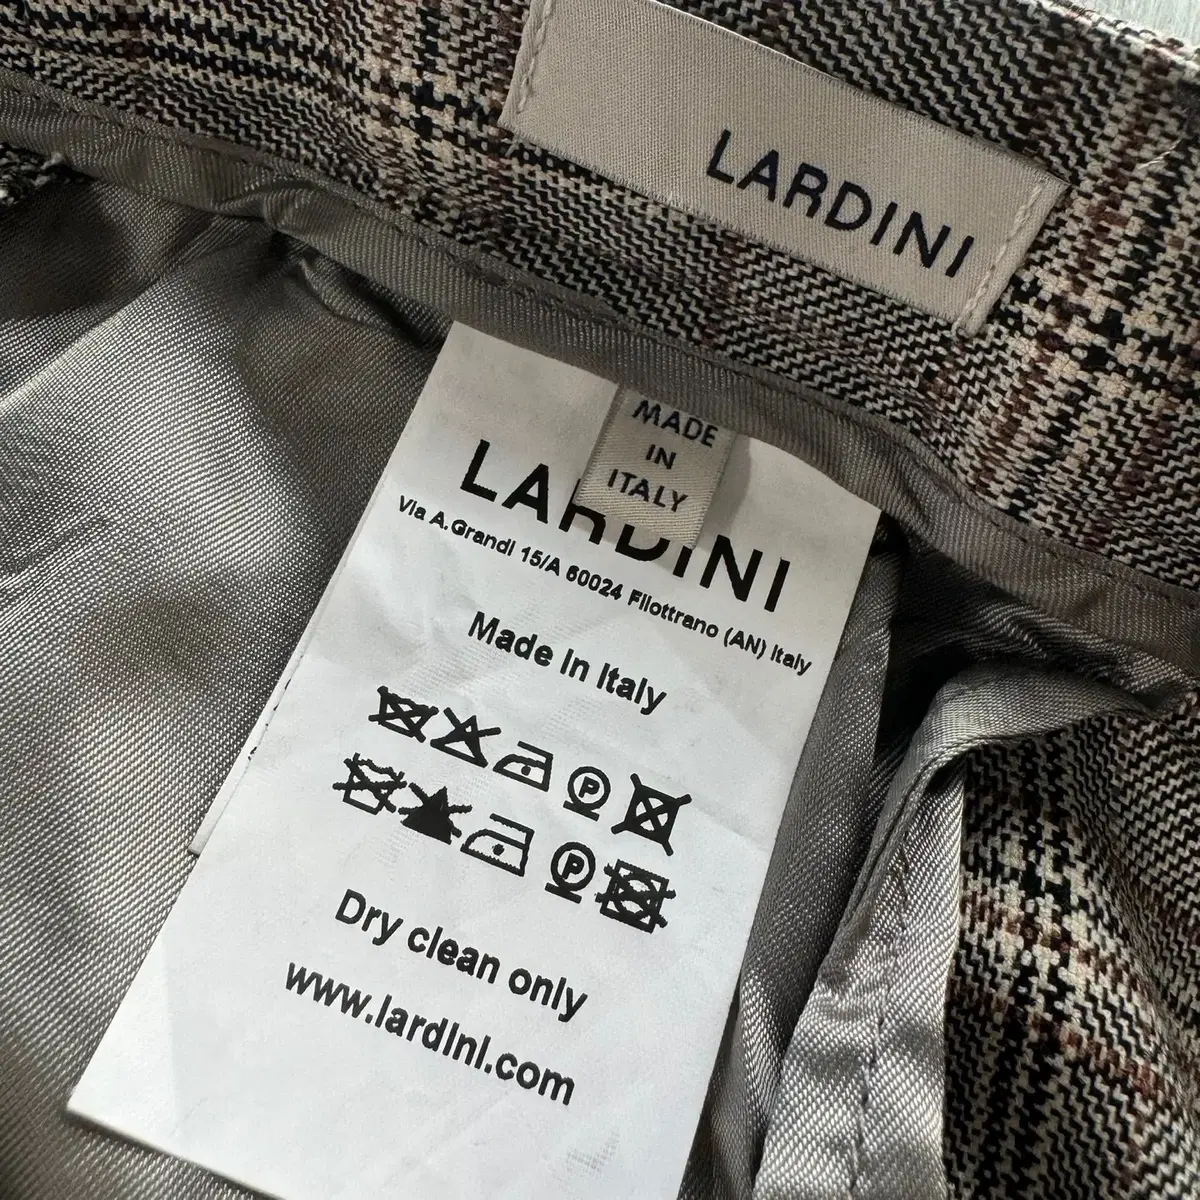 LARDINI
MADE
IN
ITALY
LARDINI
Via A.Grandi 15/A 60024 Filottrano (AN) Italy
Made in Italy
P
P
Dry clean only
www.lardini.com